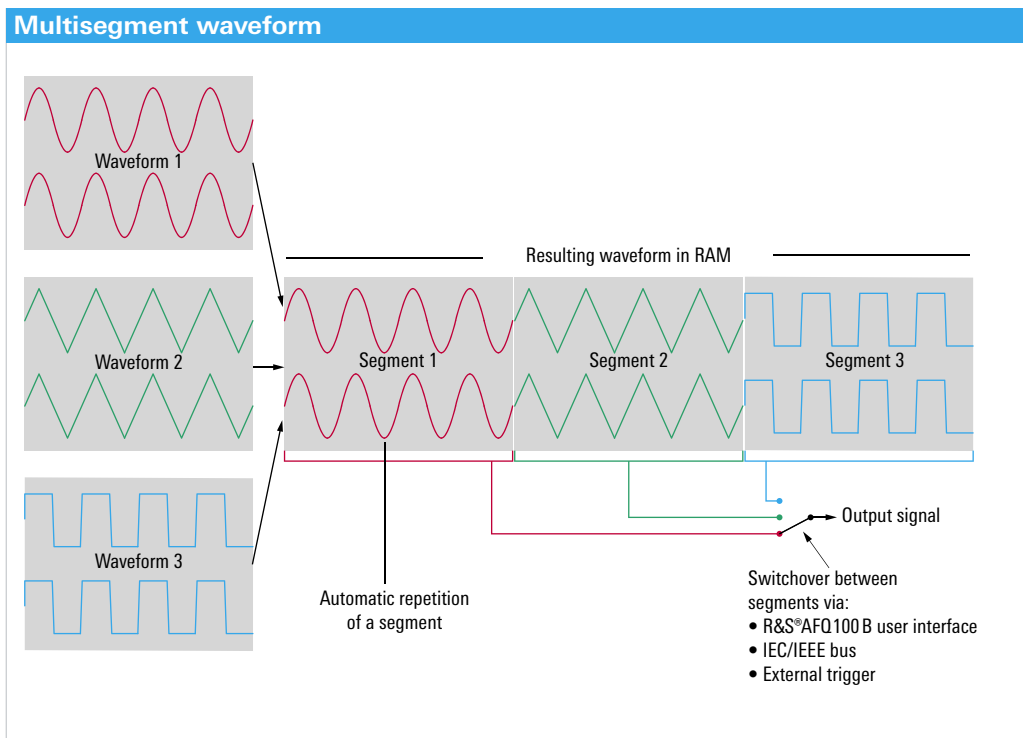 Multisegment waveform
Waveform 1
Resulting waveform in RAM
Waveform 2
Segment 1
Segment 2
Segment 3
Waveform 3
Output signal
Automatic repetition
of a segment
Switchover between
segments via:
• R&S®AFQ100 B user interface
• IEC/IEEE bus
• External trigger